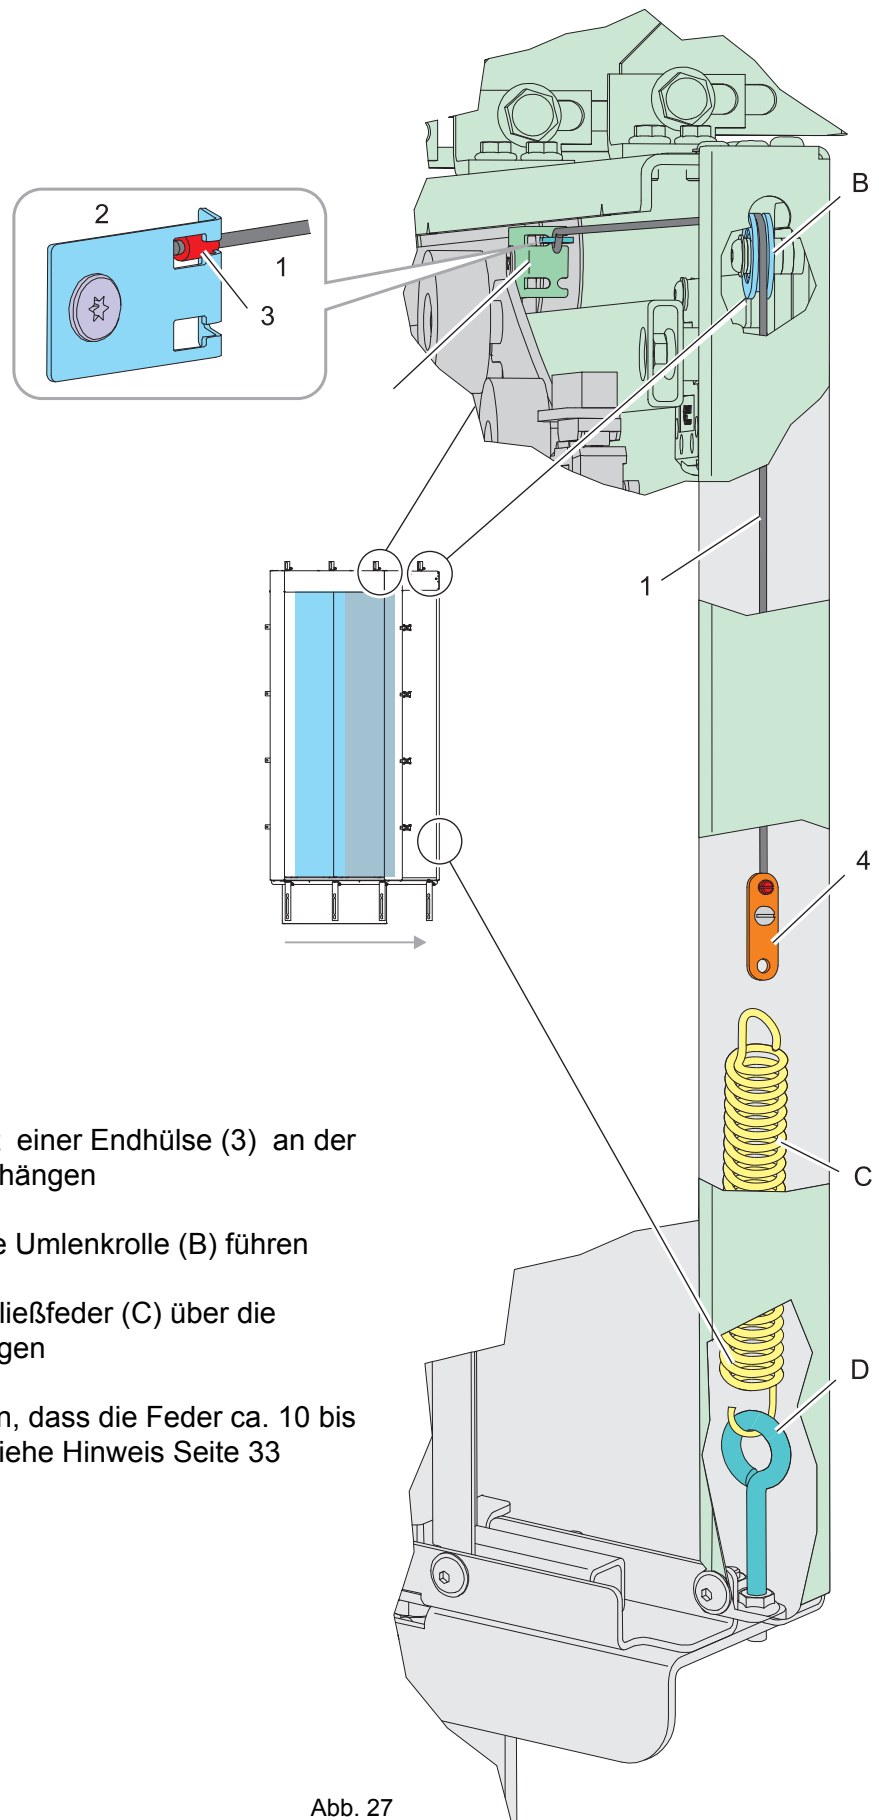 B
2
1
3
1
4
einer Endhülse (3) an der
hängen
C
Umlenkrolle (B) führen
ließfeder (C) über die
gen
D
n, dass die Feder ca. 10 bis
iehe Hinweis Seite 33
Abb. 27